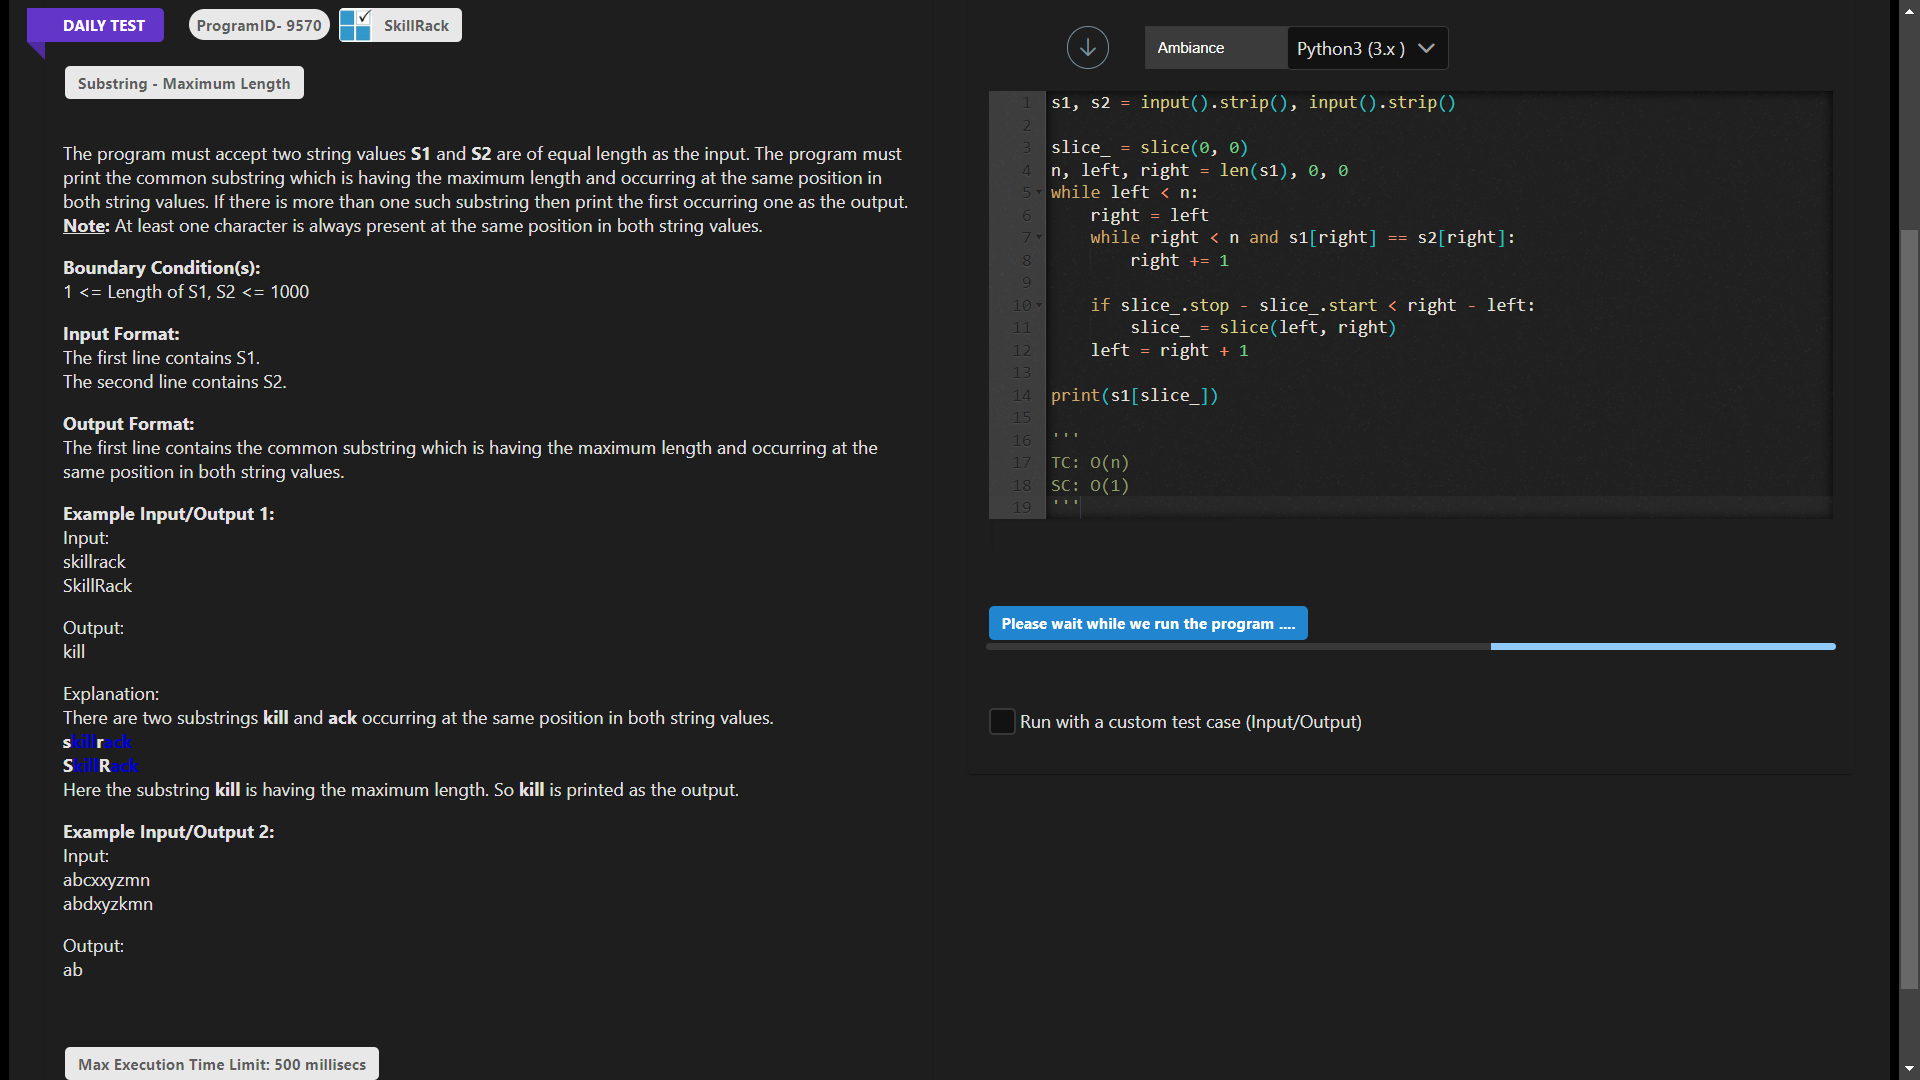 DAILY TEST
ProgramID- 9570
SkillRack
Substring - Maximum Length
The program must accept two string values S1 and S2 are of equal length as the input. The program must
print the common substring which is having the maximum length and occurring at the same position in
both string values. If there is more than one such substring then print the first occurring one as the output.
Note: At least one character is always present at the same position in both string values.
Boundary Condition(s):
1 <= Length of S1, S2 <= 1000
Input Format:
The first line contains S1.
The second line contains S2.
Output Format:
The first line contains the common substring which is having the maximum length and occurring at the
same position in both string values.
Example Input/Output 1:
Input:
skillrack
SkillRack
Output:
kill
Explanation:
There are two substrings kill and ack occurring at the same position in both string values.
skillrack
SkillRack
Here the substring kill is having the maximum length. So kill is printed as the output.
Example Input/Output 2:
Input:
abcxxyzmn
abdxyzkmn
Output:
ab
Max Execution Time Limit: 500 millisecs
Ambiance
Python3 (3.x )
1 s1, s2 = input().strip(), input().strip()
2
3 slice_ = slice(0, 0)
4 n, left, right = len(s1), 0, 0
5 while left < n:
6     right = left
7     while right < n and s1[right] == s2[right]:
8         right += 1
9
10     if slice_.stop - slice_.start < right - left:
11         slice_ = slice(left, right)
12     left = right + 1
13
14 print(s1[slice_])
15
16 '''
17 TC: O(n)
18 SC: O(1)
19 '''
Please wait while we run the program ....
Run with a custom test case (Input/Output)